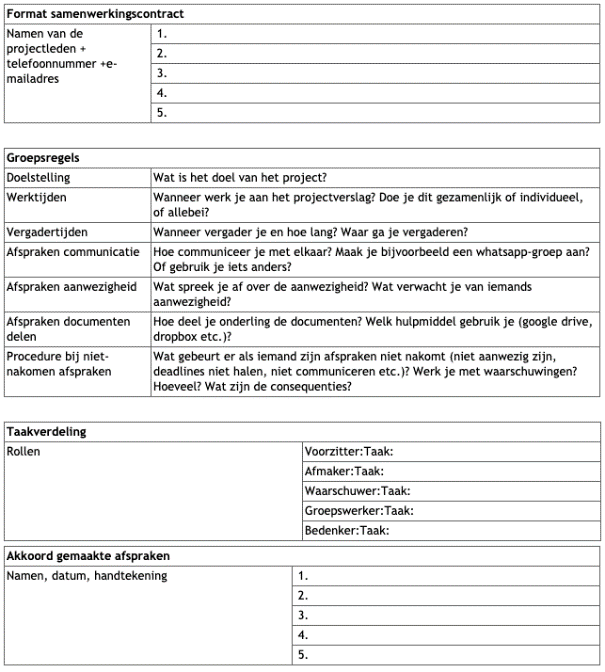 Format samenwerkingscontract
Namen van de
projectleden +
telefoonnummer +e-
mailadres
1.
2.
3.
4.
5.
Groepsregels
Doelstelling
Wat is het doel van het project?
Werktijden
Wanneer werk je aan het projectverslag? Doe je dit gezamenlijk of individueel,
of allebei?
Vergadertijden
Wanneer vergader je en hoe lang? Waar ga je vergaderen?
Afspraken communicatie
Hoe communiceer je met elkaar? Maak je bijvoorbeeld een whatsapp-groep aan?
Of gebruik je iets anders?
Afspraken aanwezigheid
Wat spreek je af over de aanwezigheid? Wat verwacht je van iemands
aanwezigheid?
Afspraken documenten
delen
Hoe deel je onderling de documenten? Welk hulpmiddel gebruik je (google drive,
dropbox etc.)?
Procedure bij niet-
nakomen afspraken
Wat gebeurt er als iemand zijn afspraken niet nakomt (niet aanwezig zijn,
deadlines niet halen, niet communiceren etc.)? Werk je met waarschuwingen?
Hoeveel? Wat zijn de consequenties?
Taakverdeling
Rollen
Voorzitter:Taak:
Afmaker:Taak:
Waarschuwer:Taak:
Groepswerker:Taak:
Bedenker:Taak:
Akkoord gemaakte afspraken
Namen, datum, handtekening
1.
2.
3.
4.
5.